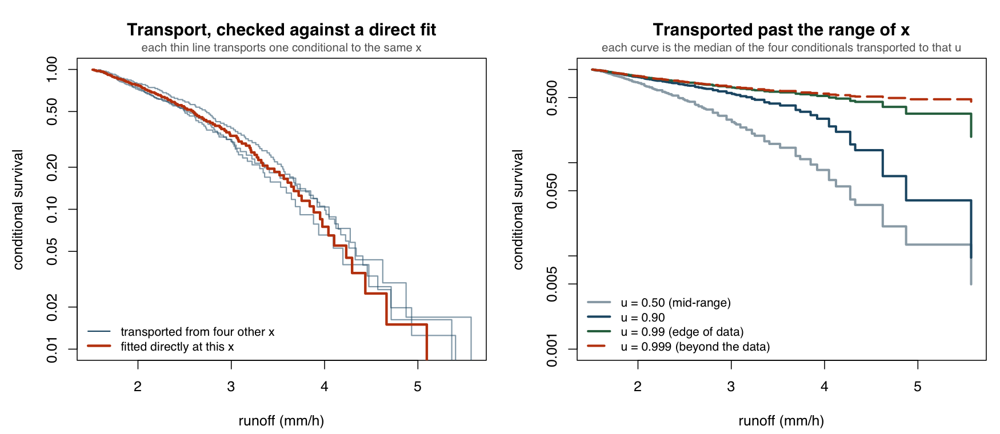 Transport, checked against a direct fit
each thin line transports one conditional to the same x
conditional survival
1.00
0.50
0.20
0.10
0.05
0.02
0.01
transported from four other x
fitted directly at this x
2 3 4 5
runoff (mm/h)
Transported past the range of x
each curve is the median of the four conditionals transported to that u
conditional survival
0.500
0.050
0.005
0.001
u = 0.50 (mid-range)
u = 0.90
u = 0.99 (edge of data)
u = 0.999 (beyond the data)
2 3 4 5
runoff (mm/h)